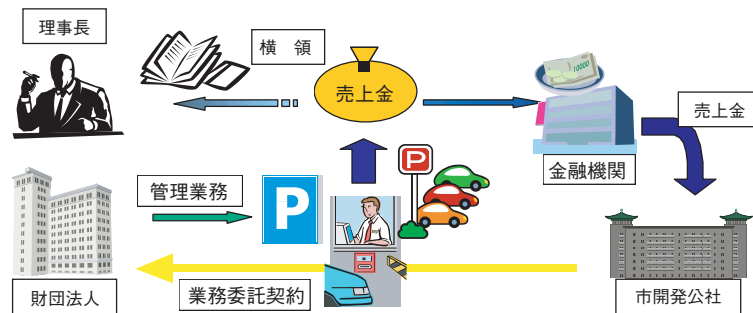 理事長
横　領
売上金
10000
売上金
金融機関
P
管理業務
P
財団法人
業務委託契約
市開発公社